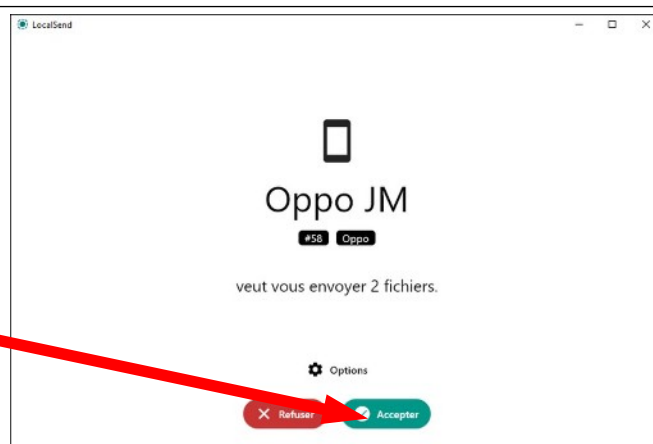 LocalSend
Oppo JM
#58 Oppo
veut vous envoyer 2 fichiers.
Options
Refuser Accepter